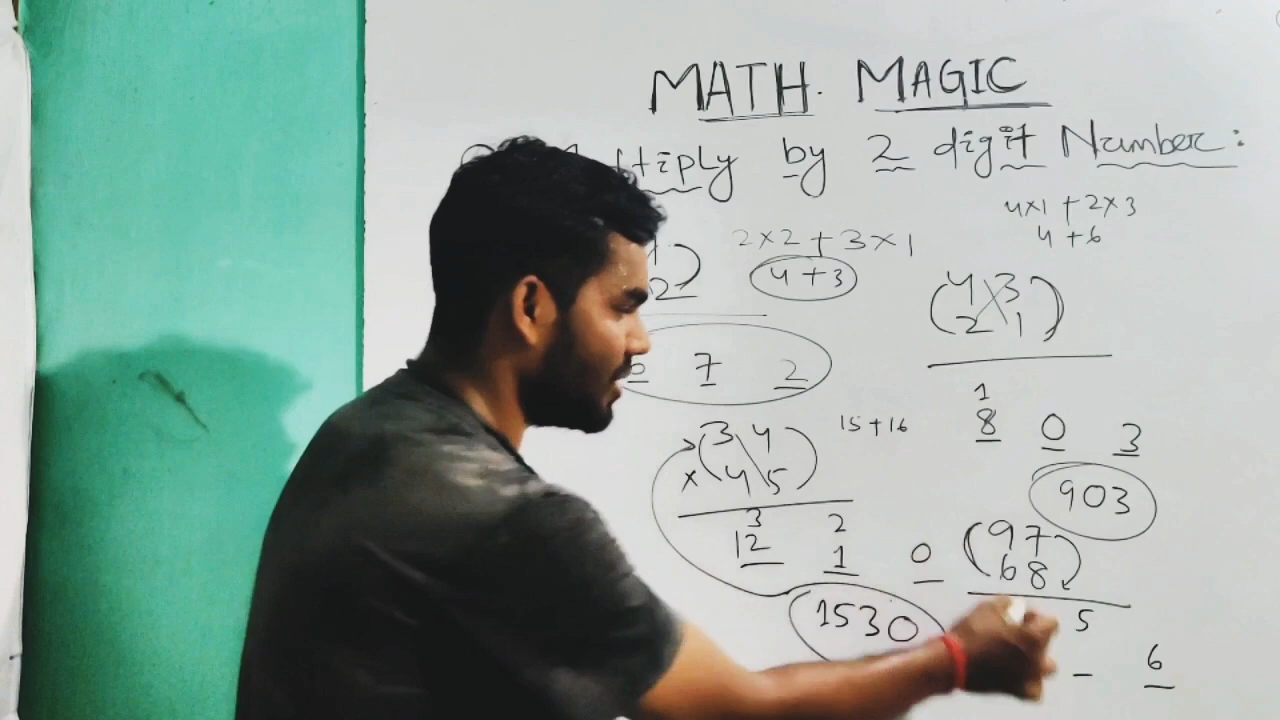 MATH. MAGIC
by 2 digit Number:
4×1 + 2×3
4 + 6
2×2 + 3×1
4 + 3
4 3
2 1
7 2
1
8 0 3
903
3 4
× 4 5
15 + 16
3 2
12 1 0
1530
97
68
5
_ 6